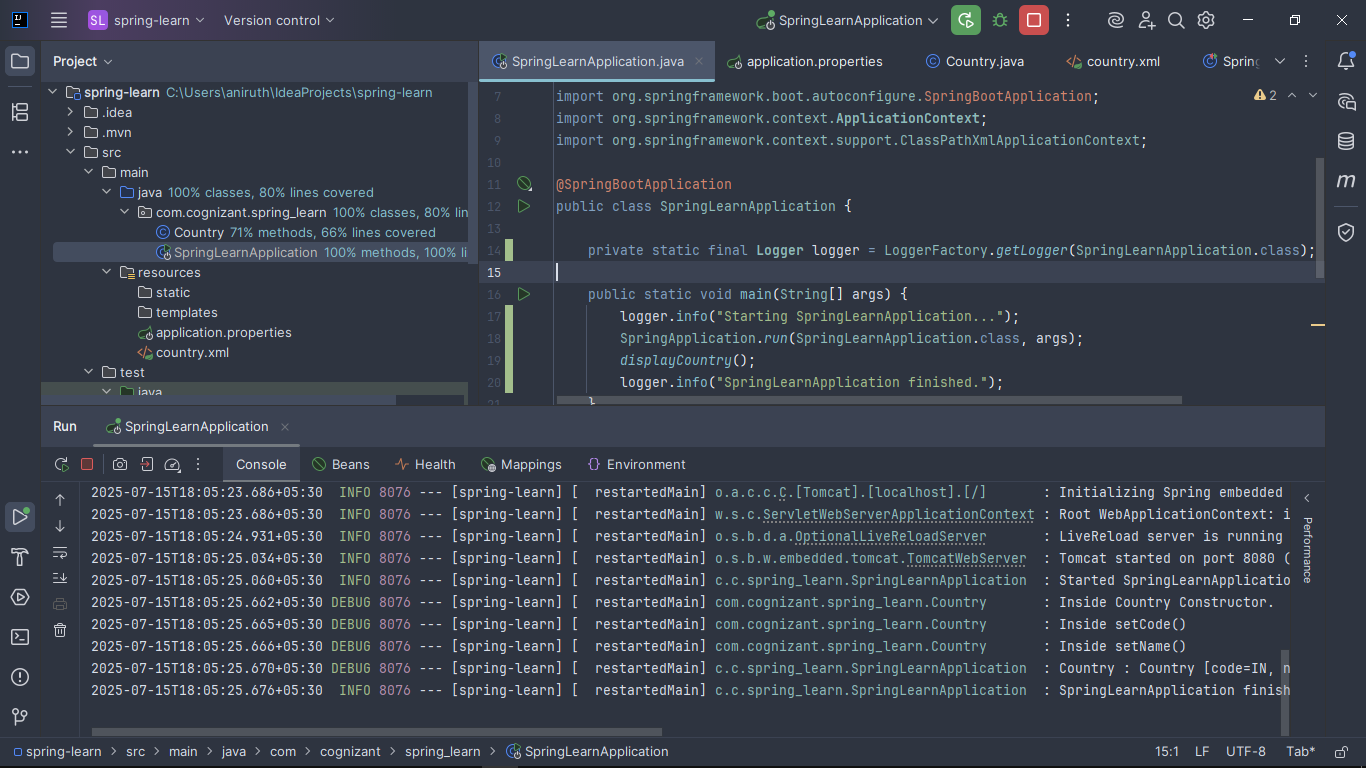 SL spring-learn Version control SpringLearnApplication
Project
spring-learn C:\Users\aniruth\IdeaProjects\spring-learn
.idea
.mvn
src
main
java 100% classes, 80% lines covered
com.cognizant.spring_learn 100% classes, 80% lin
Country 71% methods, 66% lines covered
SpringLearnApplication 100% methods, 100% li
resources
static
templates
application.properties
country.xml
test
java
SpringLearnApplication.java application.properties Country.java country.xml Spring
2
7 import org.springframework.boot.autoconfigure.SpringBootApplication;
8 import org.springframework.context.ApplicationContext;
9 import org.springframework.context.support.ClassPathXmlApplicationContext;
10
11 @SpringBootApplication
12 public class SpringLearnApplication {
13
14 private static final Logger logger = LoggerFactory.getLogger(SpringLearnApplication.class);
15
16 public static void main(String[] args) {
17 logger.info("Starting SpringLearnApplication...");
18 SpringApplication.run(SpringLearnApplication.class, args);
19 displayCountry();
20 logger.info("SpringLearnApplication finished.");
21 }
m
Run SpringLearnApplication
Console Beans Health Mappings {} Environment
2025-07-15T18:05:23.686+05:30  INFO 8076 --- [spring-learn] [  restartedMain] o.a.c.c.C.[Tomcat].[localhost].[/] : Initializing Spring embedded
2025-07-15T18:05:23.686+05:30  INFO 8076 --- [spring-learn] [  restartedMain] w.s.c.ServletWebServerApplicationContext : Root WebApplicationContext: i
2025-07-15T18:05:24.931+05:30  INFO 8076 --- [spring-learn] [  restartedMain] o.s.b.d.a.OptionalLiveReloadServer : LiveReload server is running
2025-07-15T18:05:25.034+05:30  INFO 8076 --- [spring-learn] [  restartedMain] o.s.b.w.embedded.tomcat.TomcatWebServer : Tomcat started on port 8080 (
2025-07-15T18:05:25.060+05:30  INFO 8076 --- [spring-learn] [  restartedMain] c.c.spring_learn.SpringLearnApplication : Started SpringLearnApplicatio
2025-07-15T18:05:25.662+05:30 DEBUG 8076 --- [spring-learn] [  restartedMain] com.cognizant.spring_learn.Country : Inside Country Constructor.
2025-07-15T18:05:25.665+05:30 DEBUG 8076 --- [spring-learn] [  restartedMain] com.cognizant.spring_learn.Country : Inside setCode()
2025-07-15T18:05:25.666+05:30 DEBUG 8076 --- [spring-learn] [  restartedMain] com.cognizant.spring_learn.Country : Inside setName()
2025-07-15T18:05:25.670+05:30 DEBUG 8076 --- [spring-learn] [  restartedMain] c.c.spring_learn.SpringLearnApplication : Country : Country [code=IN, n
2025-07-15T18:05:25.676+05:30  INFO 8076 --- [spring-learn] [  restartedMain] c.c.spring_learn.SpringLearnApplication : SpringLearnApplication finish
Performance
spring-learn > src > main > java > com > cognizant > spring_learn > SpringLearnApplication 15:1 LF UTF-8 Tab*